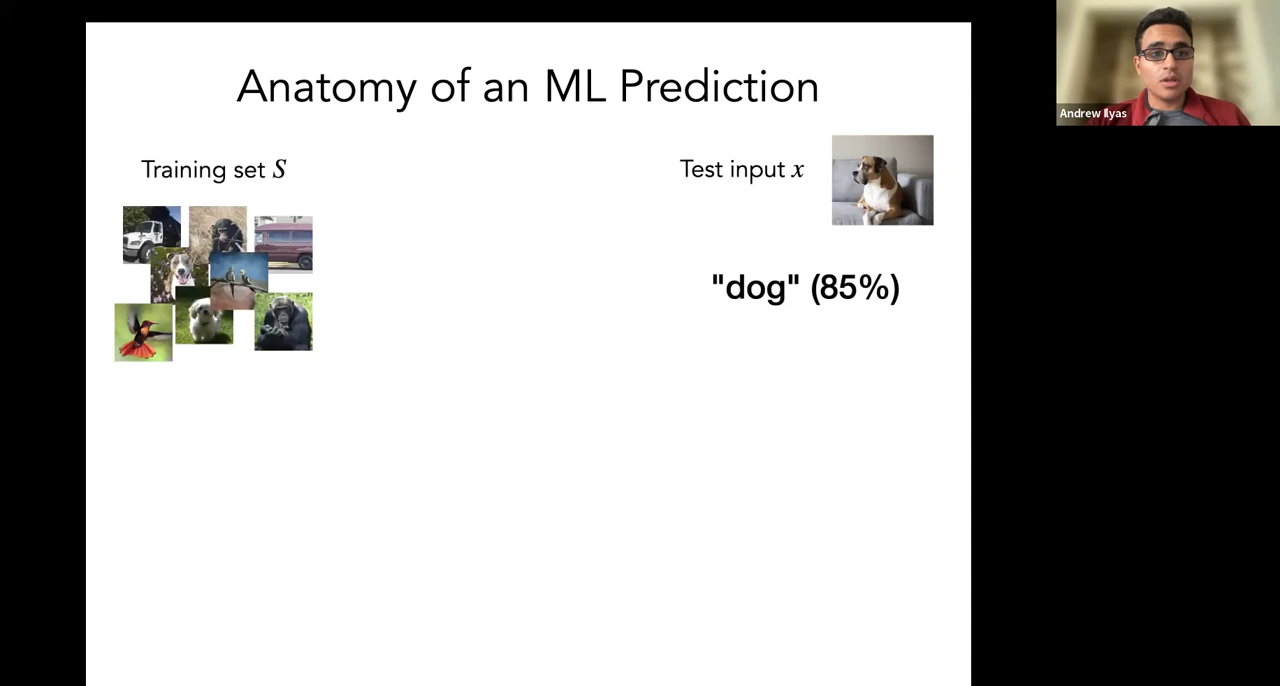 Anatomy of an ML Prediction
Training set S
Test input x
"dog" (85%)
Andrew Ilyas